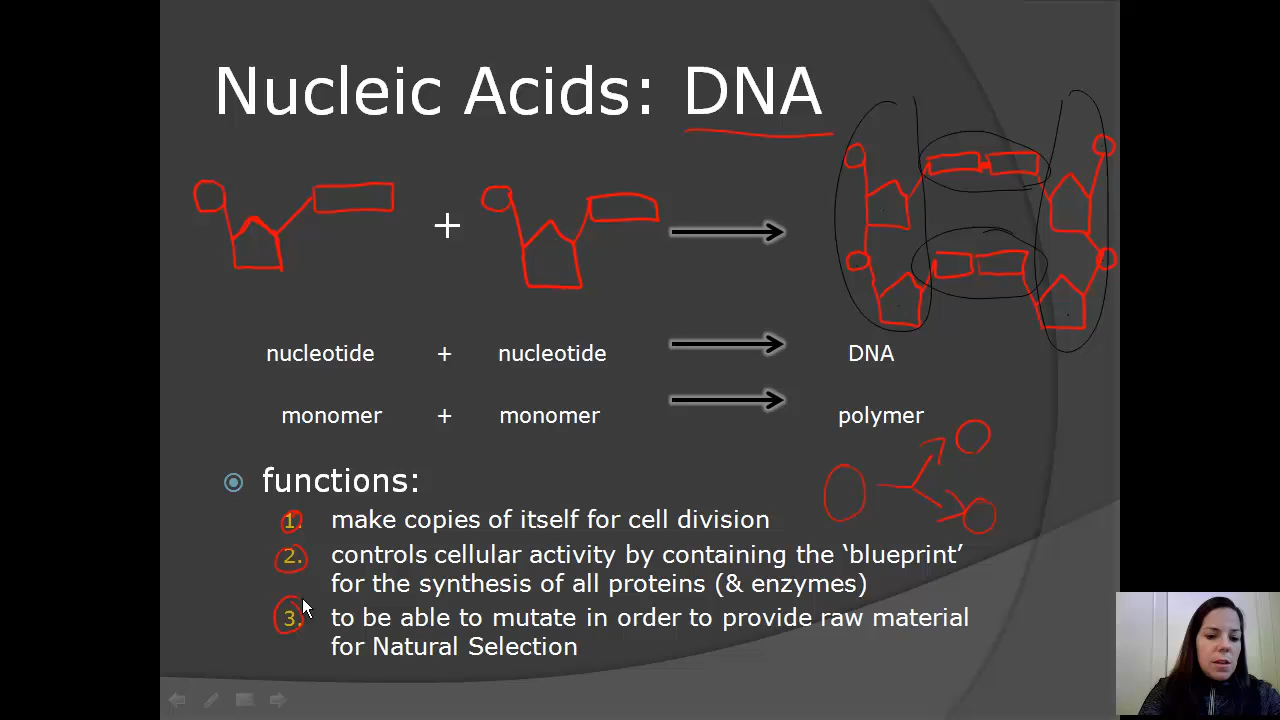 Nucleic Acids: DNA
+
nucleotide + nucleotide DNA
monomer + monomer polymer
functions:
1. make copies of itself for cell division
2. controls cellular activity by containing the ‘blueprint’
for the synthesis of all proteins (& enzymes)
3. to be able to mutate in order to provide raw material
for Natural Selection